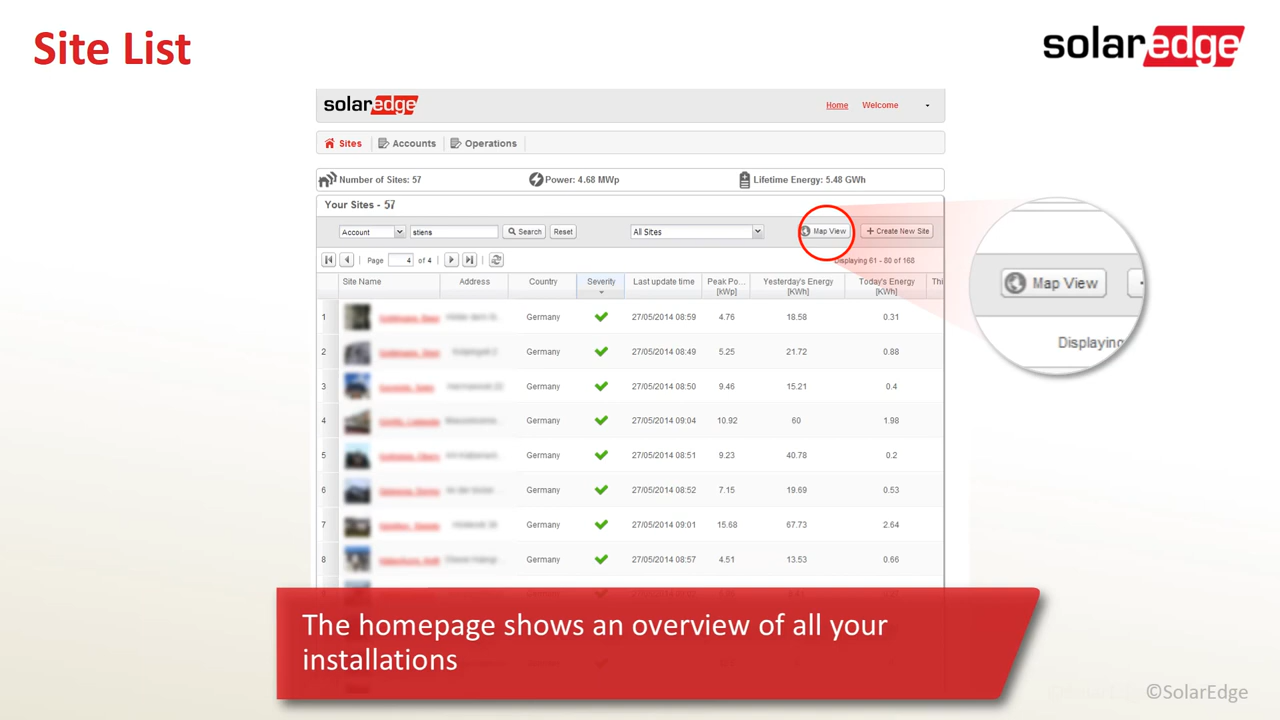 Site List
solaredge
solaredge
Home Welcome
Sites Accounts Operations
Number of Sites: 57 Power: 4.68 MWp Lifetime Energy: 5.48 GWh
Your Sites - 57
Account stiens Search Reset All Sites Map View + Create New Site
Page 4 of 4 Displaying 61 - 80 of 168
Site Name Address Country Severity Last update time Peak Po... [kWp] Yesterday's Energy [KWh] Today's Energy [KWh] Thi
1 Germany 27/05/2014 08:59 4.76 18.58 0.31
2 Germany 27/05/2014 08:49 5.25 21.72 0.88
3 Germany 27/05/2014 08:50 9.46 15.21 0.4
4 Germany 27/05/2014 09:04 10.92 60 1.98
5 Germany 27/05/2014 08:51 9.23 40.78 0.2
6 Germany 27/05/2014 08:52 7.15 19.69 0.53
7 Germany 27/05/2014 09:01 15.68 67.73 2.64
8 Germany 27/05/2014 08:57 4.51 13.53 0.66
Map View
Displaying
The homepage shows an overview of all your
installations
©SolarEdge